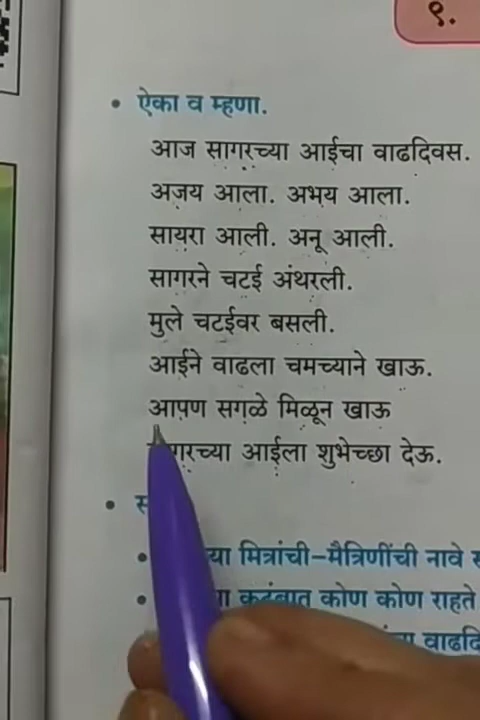 ९.
ऐका व म्हणा.
आज सागरच्या आईचा वाढदिवस.
अजय आला. अभय आला.
सायरा आली. अनू आली.
सागरने चटई अंथरली.
मुले चटईवर बसली.
आईने वाढला चमच्याने खाऊ.
आपण सगळे मिळून खाऊ
आईला शुभेच्छा देऊ.
मित्रांची-मैत्रिणींची नावे
कुटुंबात कोण कोण राहते